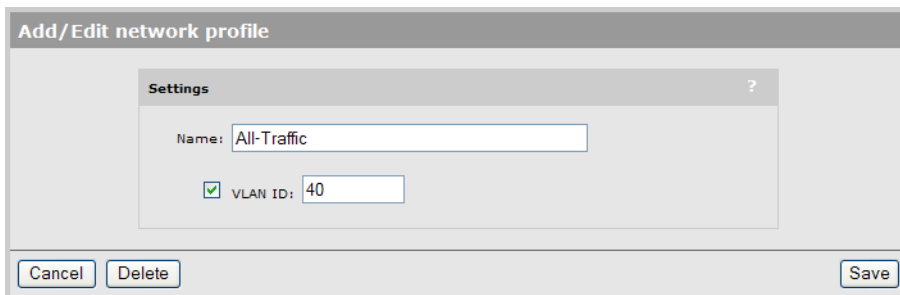 Add/Edit network profile
Settings ?
Name: All-Traffic
VLAN ID: 40
Cancel Delete Save